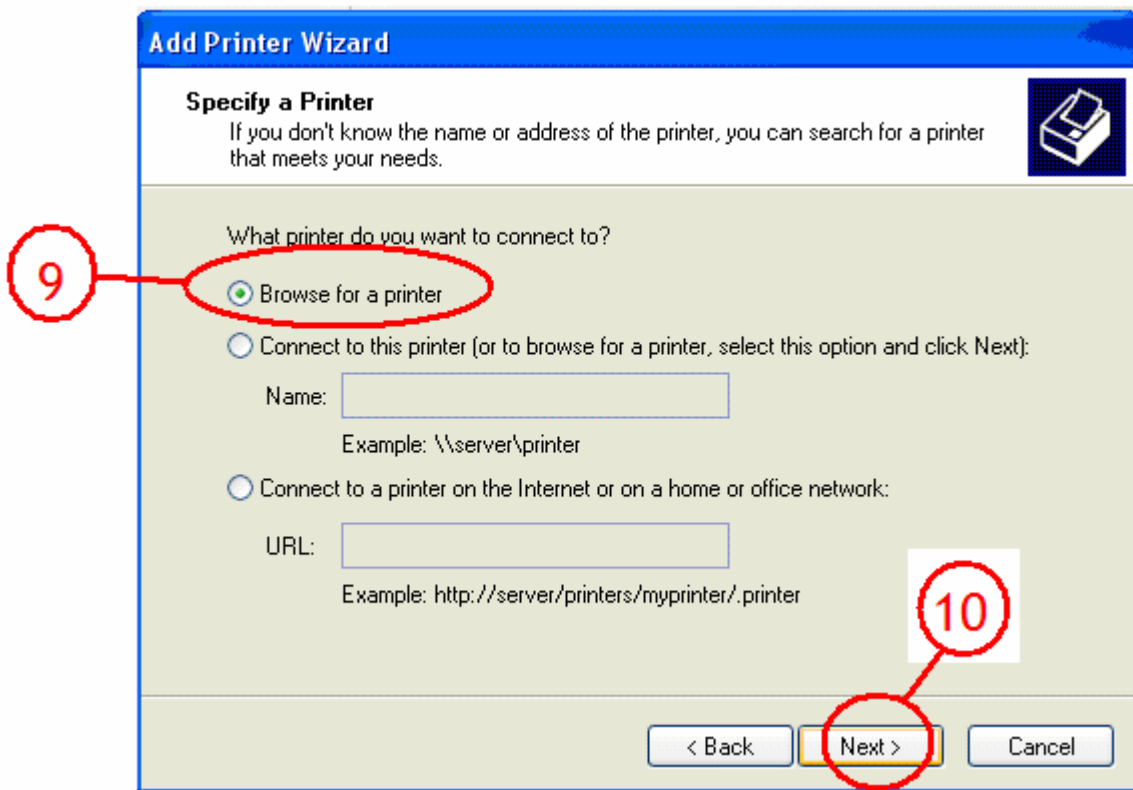 Add Printer Wizard
Specify a Printer
If you don't know the name or address of the printer, you can search for a printer
that meets your needs.
What printer do you want to connect to?
9
Browse for a printer
Connect to this printer (or to browse for a printer, select this option and click Next):
Name:
Example: \\server\printer
Connect to a printer on the Internet or on a home or office network:
URL:
Example: http://server/printers/myprinter/.printer
10
< Back Next > Cancel